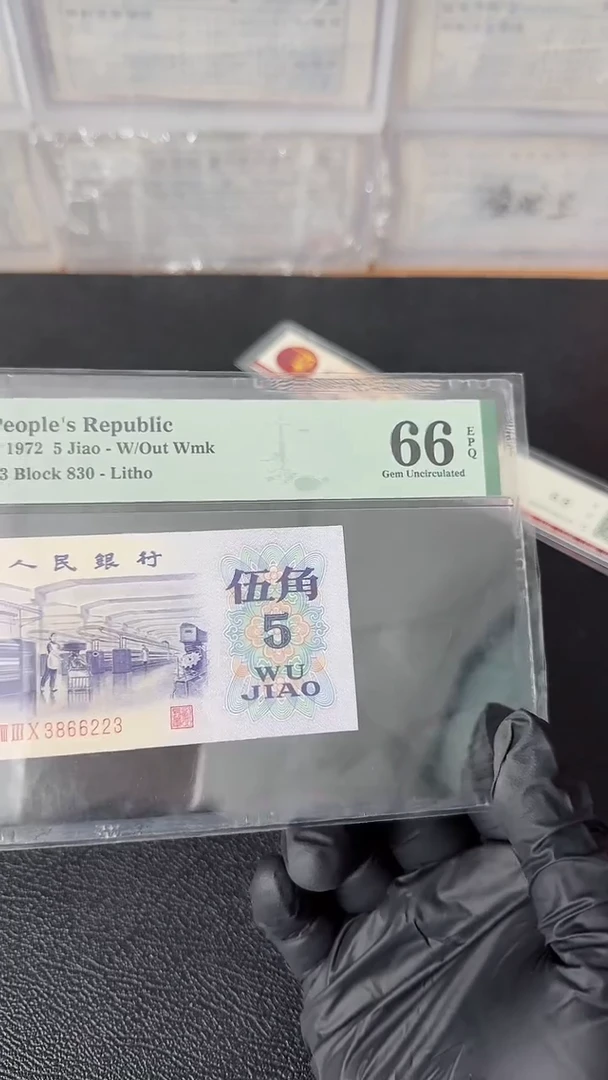 People's Republic
1972 5 Jiao - W/Out Wmk
3 Block 830 - Litho
66
EPQ
Gem Uncirculated
人民銀行
伍角
5
WU
JIAO
X3866223